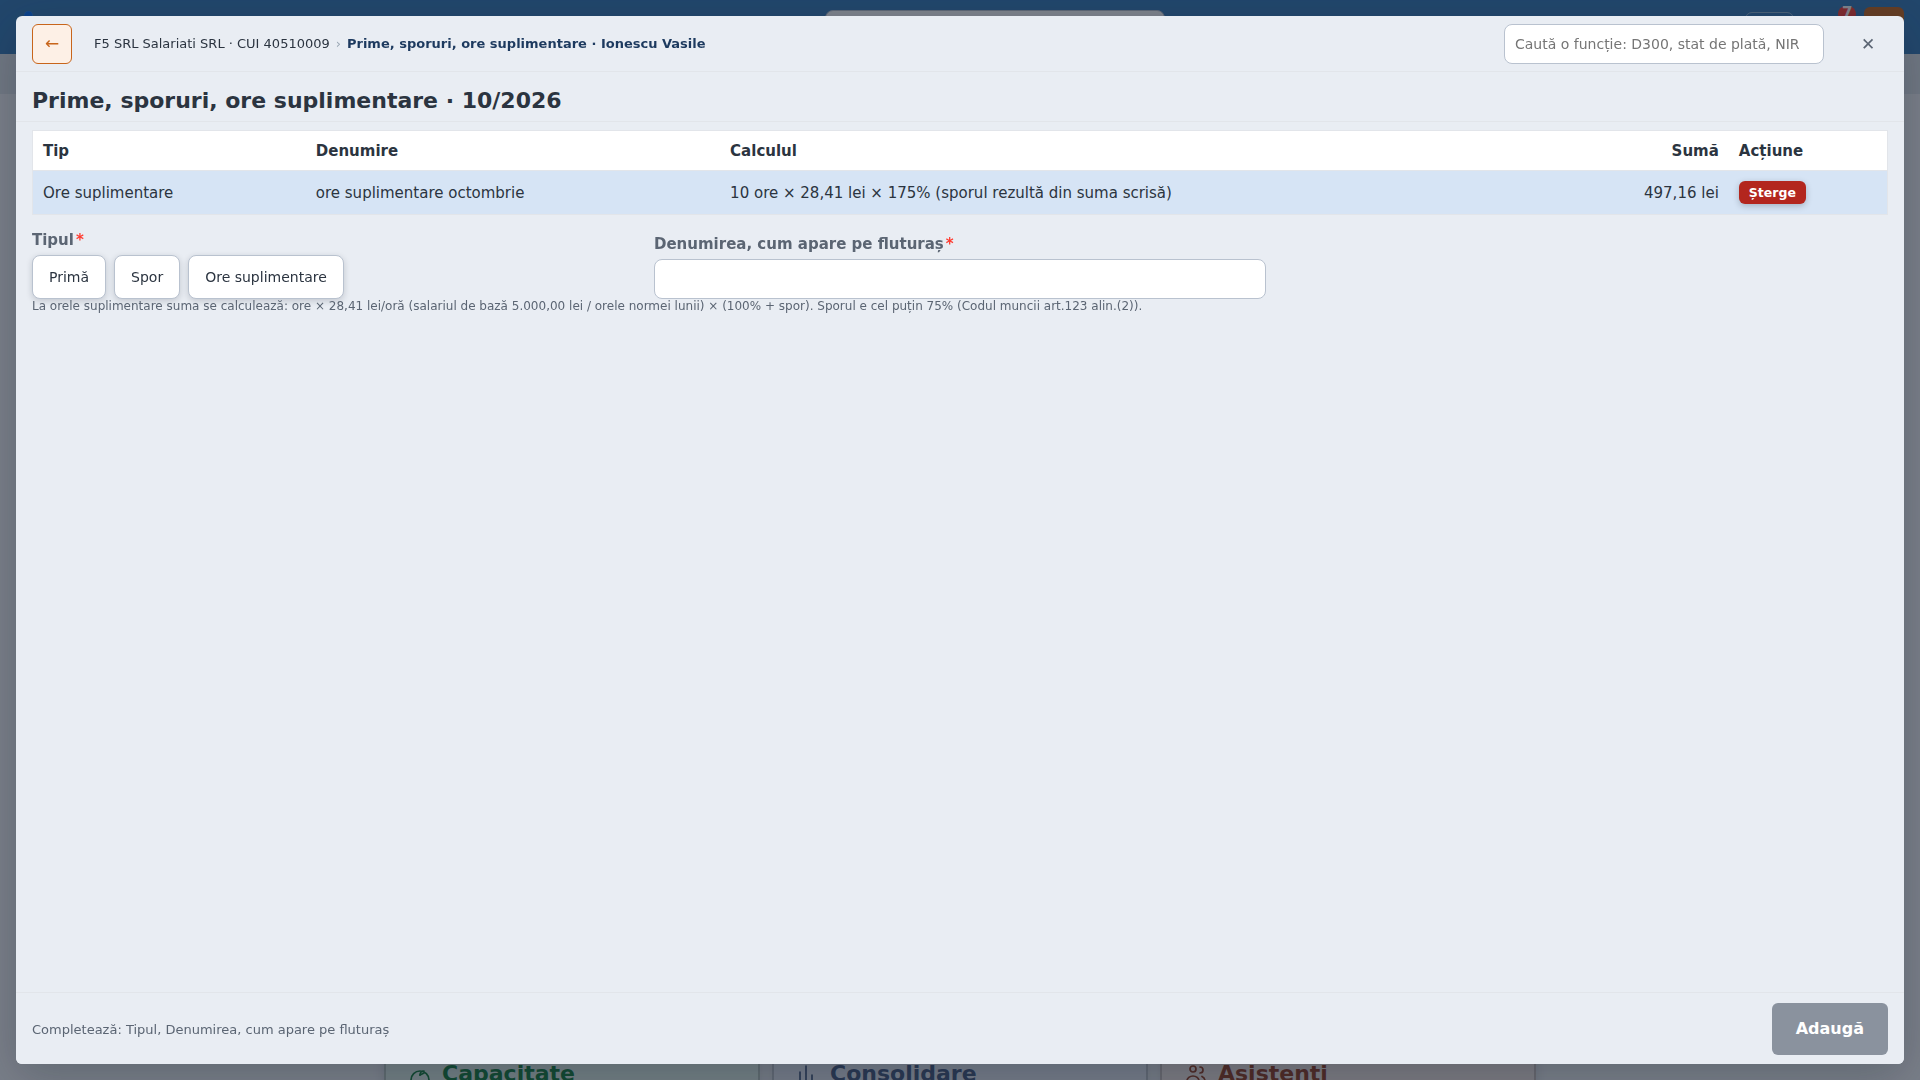 7
← F5 SRL Salariati SRL · CUI 40510009 › Prime, sporuri, ore suplimentare · Ionescu Vasile
Caută o funcție: D300, stat de plată, NIR ✕
Prime, sporuri, ore suplimentare · 10/2026
Tip Denumire Calculul Sumă Acțiune
Ore suplimentare ore suplimentare octombrie 10 ore × 28,41 lei × 175% (sporul rezultă din suma scrisă) 497,16 lei Șterge
Tipul* Denumirea, cum apare pe fluturaș*
Primă Spor Ore suplimentare
La orele suplimentare suma se calculează: ore × 28,41 lei/oră (salariul de bază 5.000,00 lei / orele normei lunii) × (100% + spor). Sporul e cel puțin 75% (Codul muncii art.123 alin.(2)).
Completează: Tipul, Denumirea, cum apare pe fluturaș Adaugă
Capacitate Consolidare Asistenți